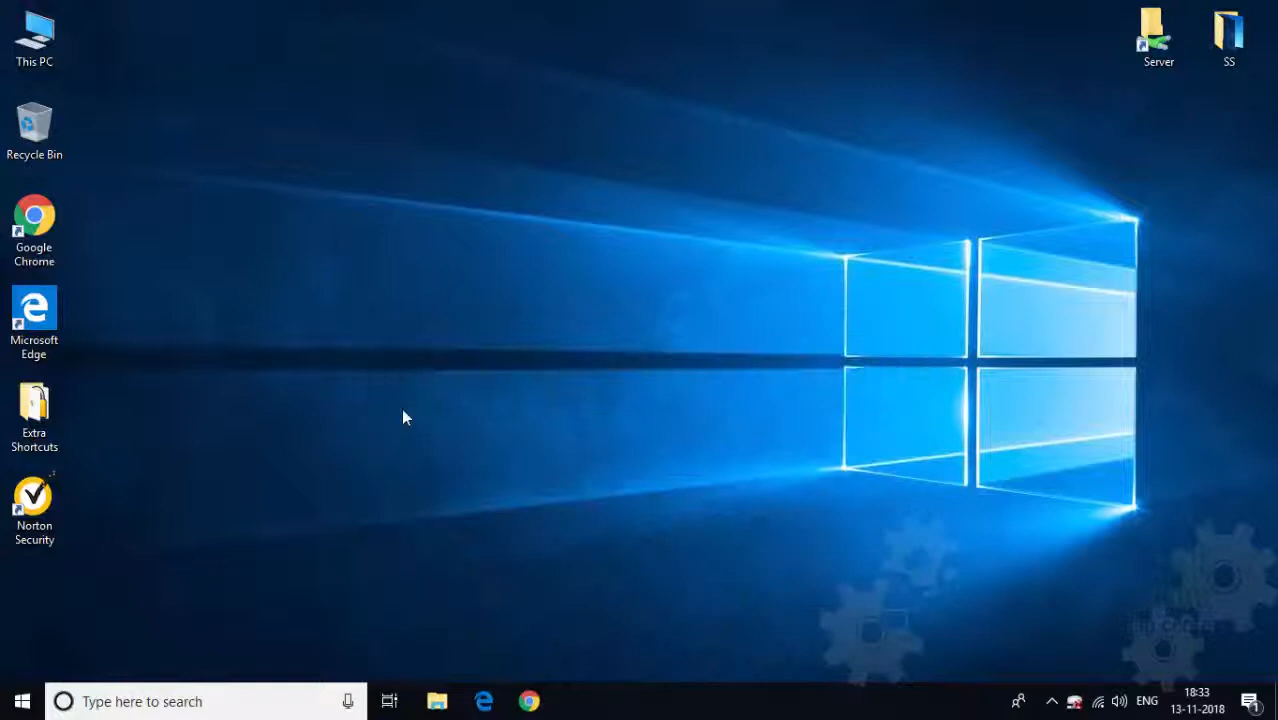 This PC
Recycle Bin
Google
Chrome
Microsoft
Edge
Extra
Shortcuts
Norton
Security
Server
SS
Type here to search
ENG
18:33
13-11-2018
1